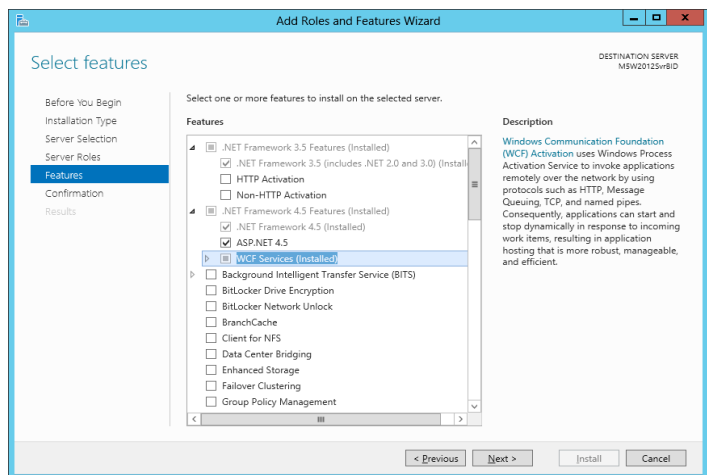 Add Roles and Features Wizard
Select features
DESTINATION SERVER
MSW2012SvrBID
Before You Begin
Installation Type
Server Selection
Server Roles
Features
Confirmation
Results
Select one or more features to install on the selected server.
Features
.NET Framework 3.5 Features (Installed)
.NET Framework 3.5 (includes .NET 2.0 and 3.0) (Install
HTTP Activation
Non-HTTP Activation
.NET Framework 4.5 Features (Installed)
.NET Framework 4.5 (Installed)
ASP.NET 4.5
WCF Services (Installed)
Background Intelligent Transfer Service (BITS)
BitLocker Drive Encryption
BitLocker Network Unlock
BranchCache
Client for NFS
Data Center Bridging
Enhanced Storage
Failover Clustering
Group Policy Management
Description
Windows Communication Foundation
(WCF) Activation uses Windows Process
Activation Service to invoke applications
remotely over the network by using
protocols such as HTTP, Message
Queuing, TCP, and named pipes.
Consequently, applications can start and
stop dynamically in response to incoming
work items, resulting in application
hosting that is more robust, manageable,
and efficient.
< Previous
Next >
Install
Cancel